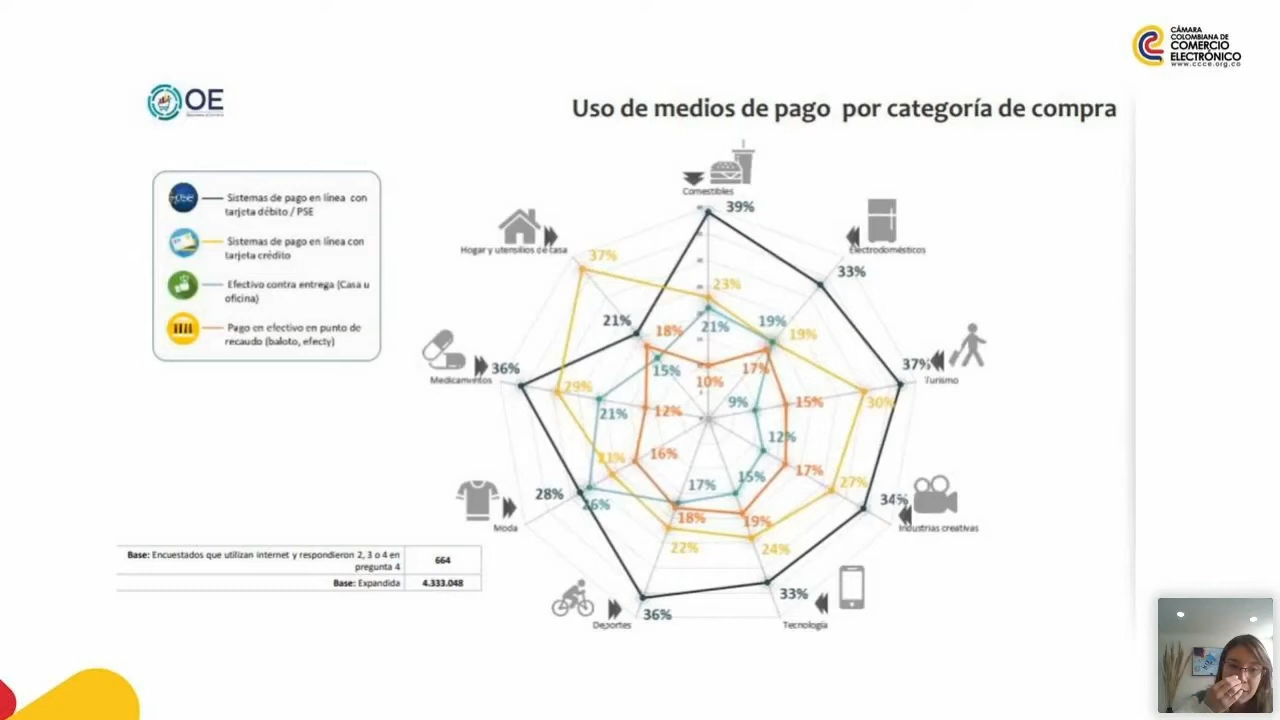 CÁMARA
COLOMBIANA DE
COMERCIO
ELECTRÓNICO
www.ccce.org.co
OE
Uso de medios de pago por categoría de compra
pse
Sistemas de pago en línea con
tarjeta débito / PSE
Sistemas de pago en línea con
tarjeta crédito
Efectivo contra entrega (Casa u
oficina)
Pago en efectivo en punto de
recaudo (baloto, efecty)
Comestibles
39%
23%
21%
10%
Electrodomésticos
33%
19%
19%
17%
Turismo
37%
30%
15%
9%
Industrias creativas
34%
27%
17%
12%
Tecnología
33%
24%
19%
15%
Deportes
36%
22%
18%
17%
Moda
28%
26%
21%
16%
Medicamentos
36%
29%
21%
12%
Hogar y utensilios de casa
37%
21%
18%
15%
Base: Encuestados que utilizan internet y respondieron 2, 3 o 4 en
pregunta 4
664
Base: Expandida
4.333.048